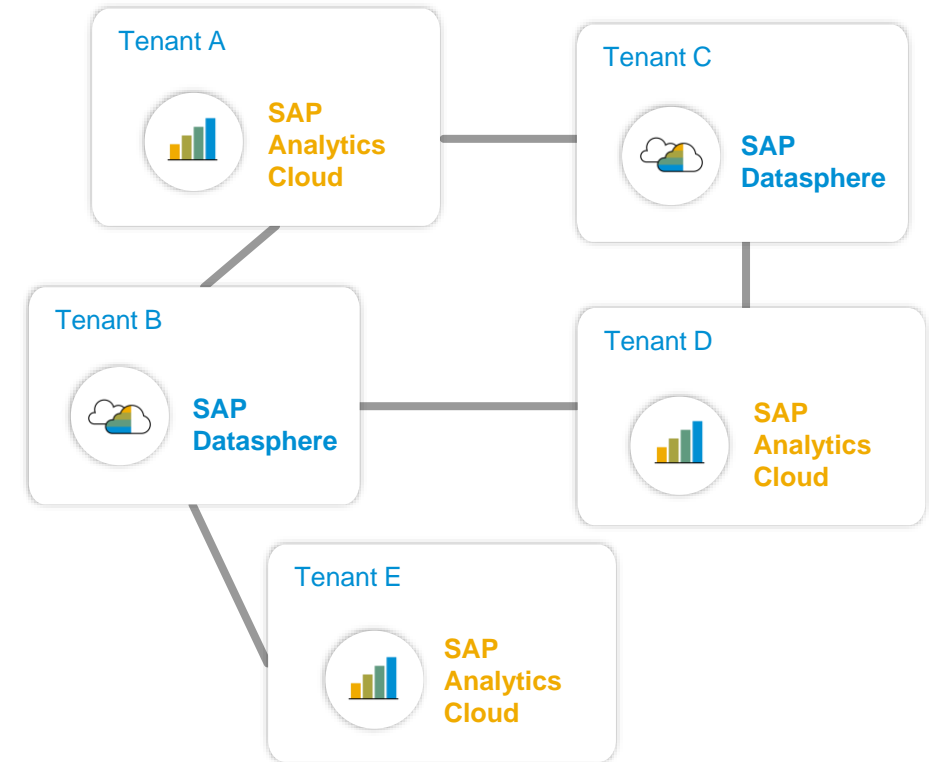 Tenant A
SAP
Analytics
Cloud
Tenant C
SAP
Datasphere
Tenant B
SAP
Datasphere
Tenant D
SAP
Analytics
Cloud
Tenant E
SAP
Analytics
Cloud